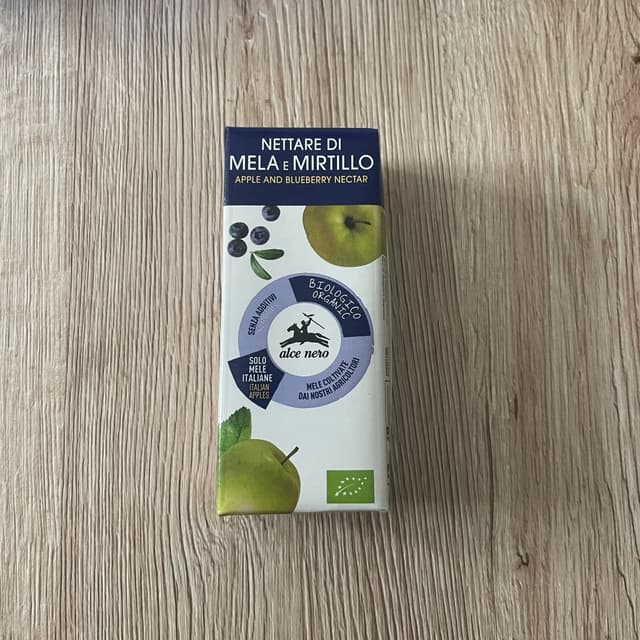 NETTARE DI
MELA E MIRTILLO
APPLE AND BLUEBERRY NECTAR
BIOLOGICO
ORGANIC
SENZA ADDITIVI
alce nero
SOLO
MELE
ITALIANE
ITALIAN
APPLES
MELE COLTIVATE
DAI NOSTRI AGRICOLTORI